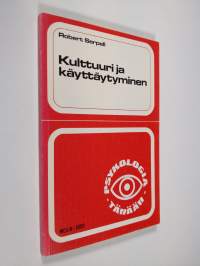 Robert Serpell
Kulttuuri ja
käyttäytyminen
PSYKOLOGIA
TÄNÄÄN